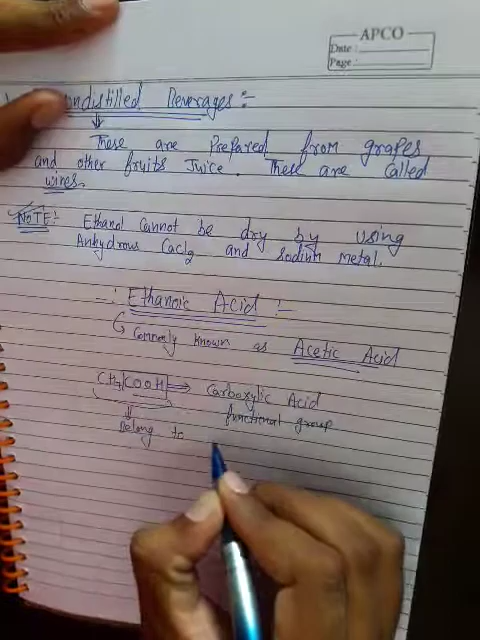 APCO
Date :
Page :
Undistilled Beverages :-
These are Prepared from grapes
and other fruits Juice. These are Called
wines.
NOTE:- Ethanol Cannot be dry by using
Anhydrous CaCl2 and sodium metal.
-: Ethanoic Acid :-
Commonly known as Acetic Acid
CH3 COOH ⇒ Carboxylic Acid
functional group
Belong to